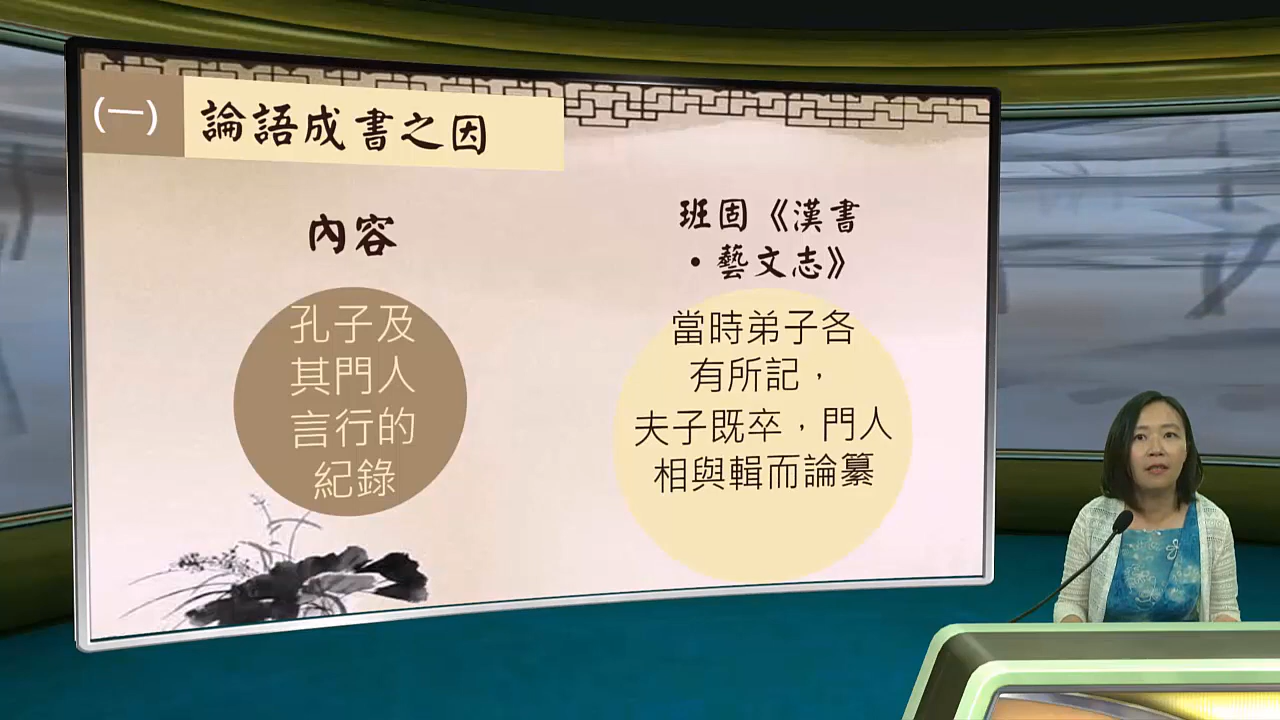 (一)
論語成書之因
內容
孔子及
其門人
言行的
紀錄
班固《漢書
•藝文志》
當時弟子各
有所記，
夫子既卒，門人
相與輯而論纂